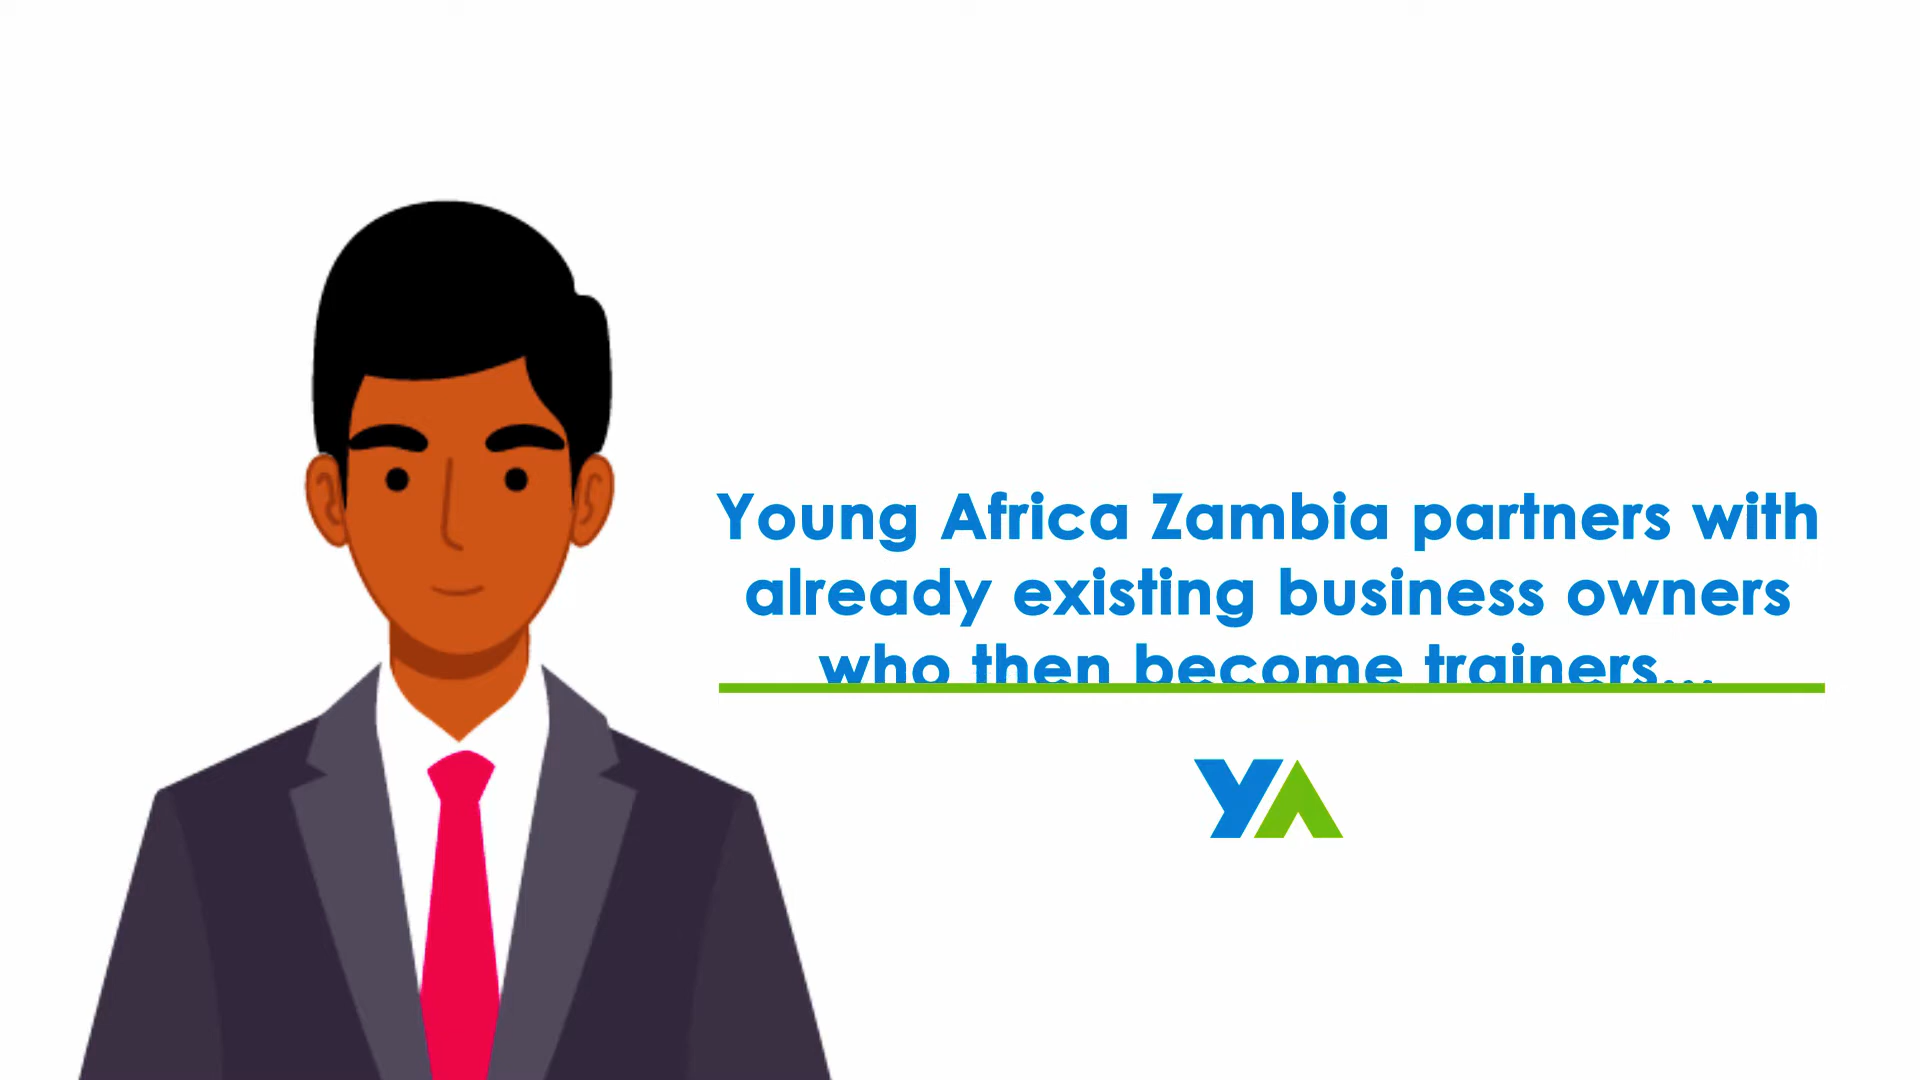 Young Africa Zambia partners with
already existing business owners
who then become trainers...
YA